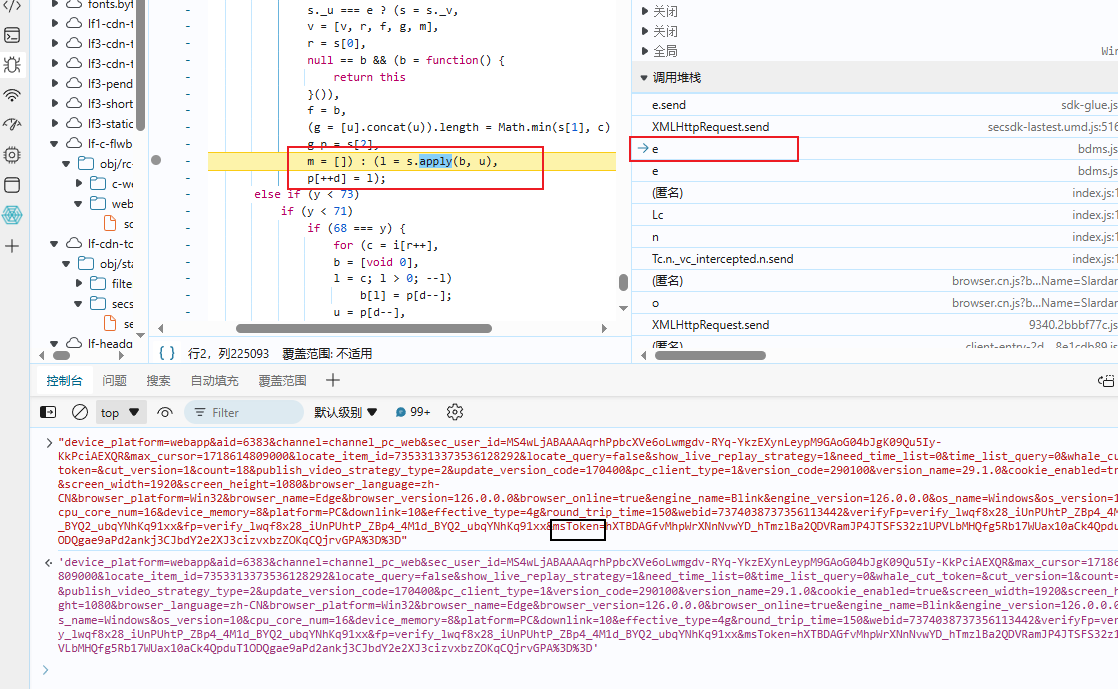 fonts.byt
lf1-cdn-t
lf3-cdn-t
lf3-cdn-t
lf3-pend
lf3-short
lf3-static
lf-c-flwb
obj/rc-
c-we
web
sc
lf-cdn-tc
obj/sta
filte
secs
se
lf-headq
s._u === e ? (s = s._v,
v = [v, r, f, g, m],
r = s[0],
null == b && (b = function() {
return this
}()),
f = b,
(g = [u].concat(u)).length = Math.min(s[1], c)
g.p = s[2],
m = []) : (l = s.apply(b, u),
p[++d] = l);
else if (y < 73)
if (y < 71)
if (68 === y) {
for (c = i[r++],
b = [void 0],
l = c; l > 0; --l)
b[l] = p[d--];
u = p[d--],
{ } 行2，列225093 覆盖范围: 不适用
关闭
关闭
全局 Win
调用堆栈
e.send sdk-glue.js
XMLHttpRequest.send secsdk-lastest.umd.js:516
e bdms.js
e bdms.js
(匿名) index.js:1
Lc index.js:1
n index.js:1
Tc.n._vc_intercepted.n.send index.js:1
(匿名) browser.cn.js?b...Name=Slardar
o browser.cn.js?b...Name=Slardar
XMLHttpRequest.send 9340.2bbbf77c.js
(匿名) client-entry-2d...8e1cdb89.js
控制台 问题 搜索 自动填充 覆盖范围
top Filter 默认级别 99+
"device_platform=webapp&aid=6383&channel=channel_pc_web&sec_user_id=MS4wLjABAAAAqrhPpbcXVe6oLwmgdv-RYq-YkzEXynLeypM9GAoG04bJgK09Qu5Iy-
KkPciAEXQR&max_cursor=1718614809000&locate_item_id=7353313373536128292&locate_query=false&show_live_replay_strategy=1&need_time_list=0&time_list_query=0&whale_cu
token=&cut_version=1&count=18&publish_video_strategy_type=2&update_version_code=170400&pc_client_type=1&version_code=290100&version_name=29.1.0&cookie_enabled=tru
&screen_width=1920&screen_height=1080&browser_language=zh-
CN&browser_platform=Win32&browser_name=Edge&browser_version=126.0.0.0&browser_online=true&engine_name=Blink&engine_version=126.0.0.0&os_name=Windows&os_version=1
cpu_core_num=16&device_memory=8&platform=PC&downlink=10&effective_type=4g&round_trip_time=150&webid=7374038737356113442&verifyFp=verify_lwqf8x28_iUnPUhtP_ZBp4_4M
_BYQ2_ubqYNhKq91xx&fp=verify_lwqf8x28_iUnPUhtP_ZBp4_4M1d_BYQ2_ubqYNhKq91xx&msToken=hXTBDAGfvMhpWrXNnNvwYD_hTmzlBa2QDVRamJP4JTSFS32z1UPVLbMHQfg5Rb17WUax10aCk4Qpdu
ODQgae9aPd2ankj3CJbdY2e2XJ3cizvxbzZOKqCQjrvGPA%3D%3D"
'device_platform=webapp&aid=6383&channel=channel_pc_web&sec_user_id=MS4wLjABAAAAqrhPpbcXVe6oLwmgdv-RYq-YkzEXynLeypM9GAoG04bJgK09Qu5Iy-KkPciAEXQR&max_cursor=17186
809000&locate_item_id=7353313373536128292&locate_query=false&show_live_replay_strategy=1&need_time_list=0&time_list_query=0&whale_cut_token=&cut_version=1&count=
&publish_video_strategy_type=2&update_version_code=170400&pc_client_type=1&version_code=290100&version_name=29.1.0&cookie_enabled=true&screen_width=1920&screen_h
ght=1080&browser_language=zh-CN&browser_platform=Win32&browser_name=Edge&browser_version=126.0.0.0&browser_online=true&engine_name=Blink&engine_version=126.0.0.0
s_name=Windows&os_version=10&cpu_core_num=16&device_memory=8&platform=PC&downlink=10&effective_type=4g&round_trip_time=150&webid=7374038737356113442&verifyFp=ver
y_lwqf8x28_iUnPUhtP_ZBp4_4M1d_BYQ2_ubqYNhKq91xx&fp=verify_lwqf8x28_iUnPUhtP_ZBp4_4M1d_BYQ2_ubqYNhKq91xx&msToken=hXTBDAGfvMhpWrXNnNvwYD_hTmzlBa2QDVRamJP4JTSFS32z1
VLbMHQfg5Rb17WUax10aCk4QpduT1ODQgae9aPd2ankj3CJbdY2e2XJ3cizvxbzZOKqCQjrvGPA%3D%3D'